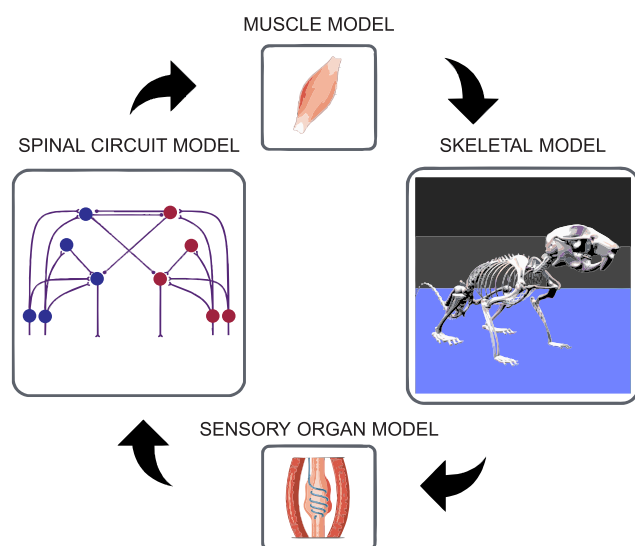 MUSCLE MODEL
SPINAL CIRCUIT MODEL
SKELETAL MODEL
SENSORY ORGAN MODEL